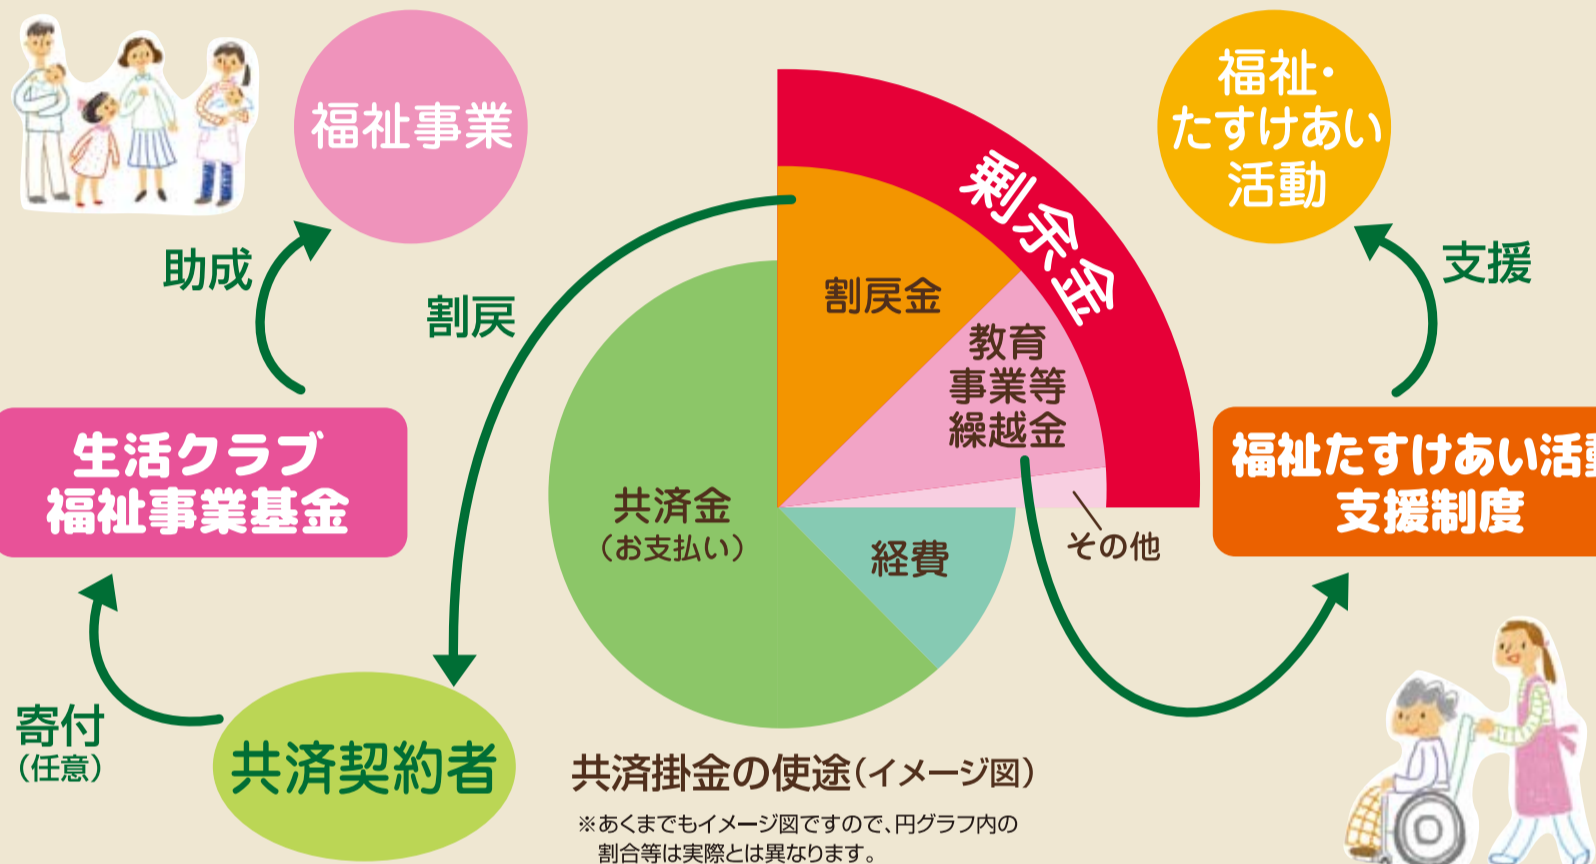 福祉事業
福祉・
たすけあい
活動
剰余金
助成
割戻
割戻金
支援
教育
事業等
繰越金
生活クラブ
福祉事業基金
共済金
（お支払い）
経費
その他
福祉たすけあい活動
支援制度
寄付
（任意）
共済契約者
共済掛金の使途（イメージ図）
※あくまでもイメージ図ですので、円グラフ内の
割合等は実際とは異なります。